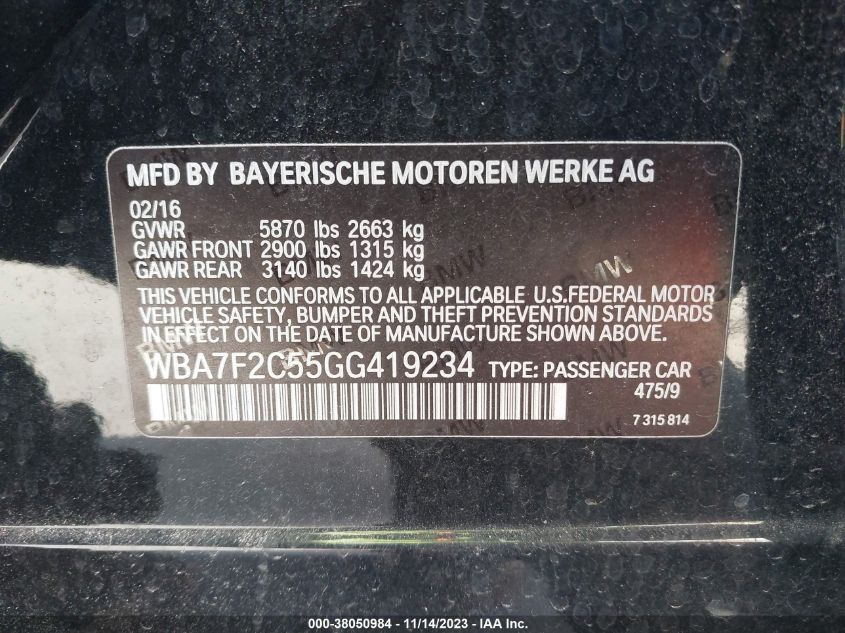 MFD BY BAYERISCHE MOTOREN WERKE AG
02/16
GVWR 5870 lbs 2663 kg
GAWR FRONT 2900 lbs 1315 kg
GAWR REAR 3140 lbs 1424 kg
THIS VEHICLE CONFORMS TO ALL APPLICABLE U.S.FEDERAL MOTOR
VEHICLE SAFETY, BUMPER AND THEFT PREVENTION STANDARDS
IN EFFECT ON THE DATE OF MANUFACTURE SHOWN ABOVE.
WBA7F2C55GG419234 TYPE: PASSENGER CAR
475/9
7 315 814
000-38050984 - 11/14/2023 - ©IAA Inc.